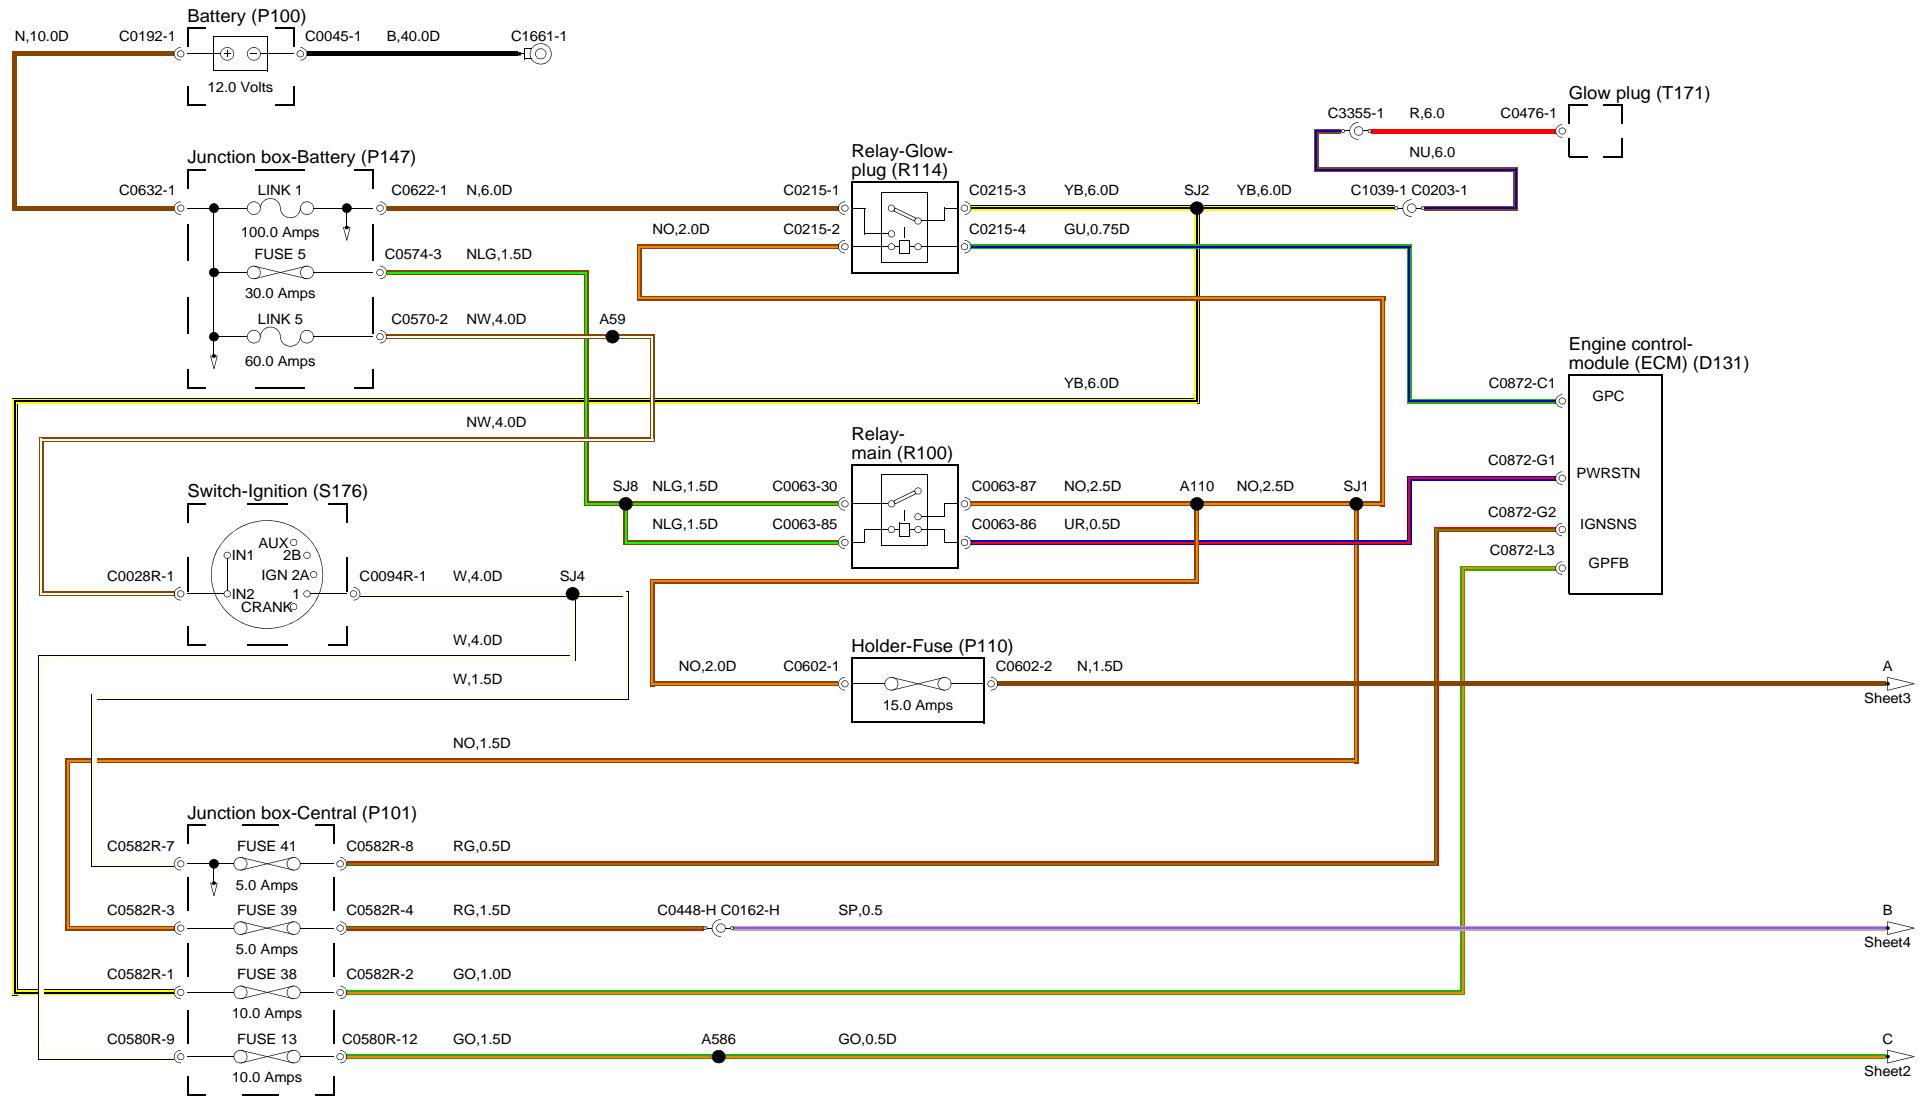 Battery (P100)
N,10.0D
C0192-1
C0045-1
B,40.0D
C1661-1
12.0 Volts
Glow plug (T171)
C3355-1
R,6.0
C0476-1
NU,6.0
Junction box-Battery (P147)
Relay-Glow-
plug (R114)
C0632-1
LINK 1
C0622-1
N,6.0D
C0215-1
C0215-3
YB,6.0D
SJ2
YB,6.0D
C1039-1
C0203-1
100.0 Amps
NO,2.0D
C0215-2
C0215-4
GU,0.75D
FUSE 5
C0574-3
NLG,1.5D
30.0 Amps
LINK 5
C0570-2
NW,4.0D
A59
60.0 Amps
Engine control-
module (ECM) (D131)
YB,6.0D
C0872-C1
GPC
NW,4.0D
Relay-
main (R100)
C0872-G1
PWRSTN
Switch-Ignition (S176)
SJ8
NLG,1.5D
C0063-30
C0063-87
NO,2.5D
A110
NO,2.5D
SJ1
C0872-G2
IGNSNS
NLG,1.5D
C0063-85
C0063-86
UR,0.5D
AUX
IN1
2B
C0872-L3
GPFB
C0028R-1
IGN 2A
C0094R-1
W,4.0D
SJ4
IN2
1
CRANK
W,4.0D
Holder-Fuse (P110)
W,1.5D
NO,2.0D
C0602-1
C0602-2
N,1.5D
A
15.0 Amps
Sheet3
NO,1.5D
Junction box-Central (P101)
C0582R-7
FUSE 41
C0582R-8
RG,0.5D
5.0 Amps
C0582R-3
FUSE 39
C0582R-4
RG,1.5D
C0448-H
C0162-H
SP,0.5
B
5.0 Amps
Sheet4
C0582R-1
FUSE 38
C0582R-2
GO,1.0D
10.0 Amps
C0580R-9
FUSE 13
C0580R-12
GO,1.5D
A586
GO,0.5D
C
10.0 Amps
Sheet2